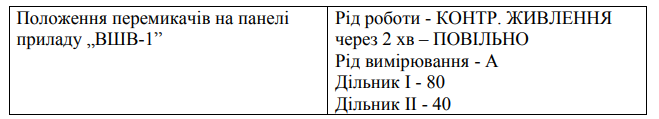 Положення перемикачів на панелі
приладу „ВШВ-1”
Рід роботи - КОНТР. ЖИВЛЕННЯ
через 2 хв – ПОВІЛЬНО
Рід вимірювання - А
Дільник І - 80
Дільник ІІ - 40